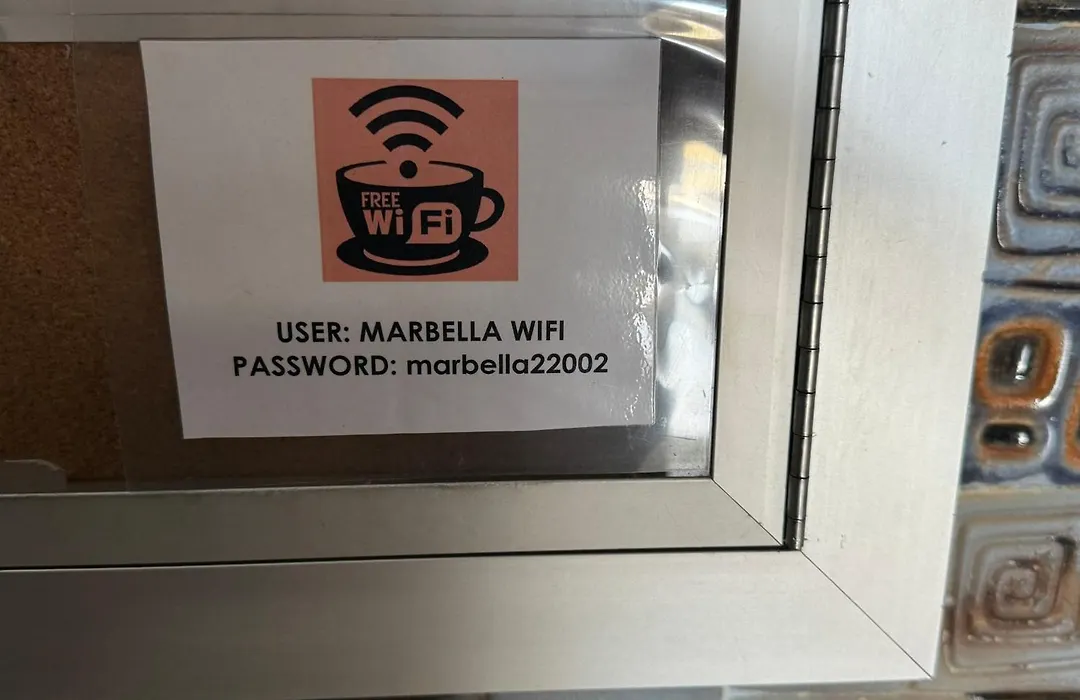 FREE
WiFi
USER: MARBELLA WIFI
PASSWORD: marbella22002